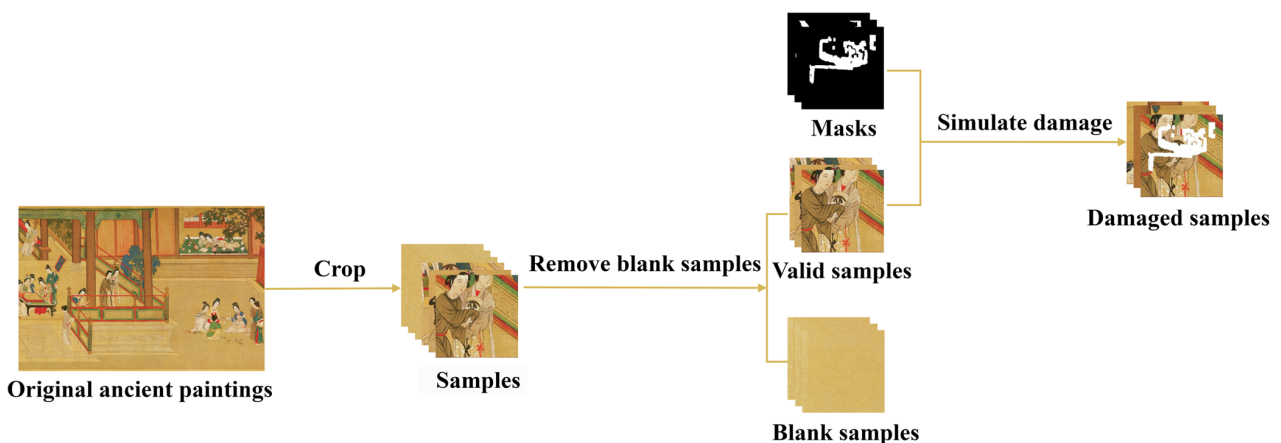 Original ancient paintings
Crop
Samples
Remove blank samples
Masks
Valid samples
Blank samples
Simulate damage
Damaged samples